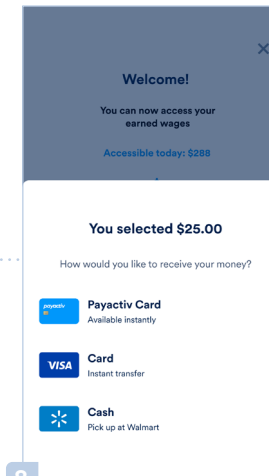 Welcome!
You can now access your
earned wages
Accessible today: $288
You selected $25.00
How would you like to receive your money?
payactiv
Payactiv Card
Available instantly
VISA
Card
Instant transfer
Cash
Pick up at Walmart